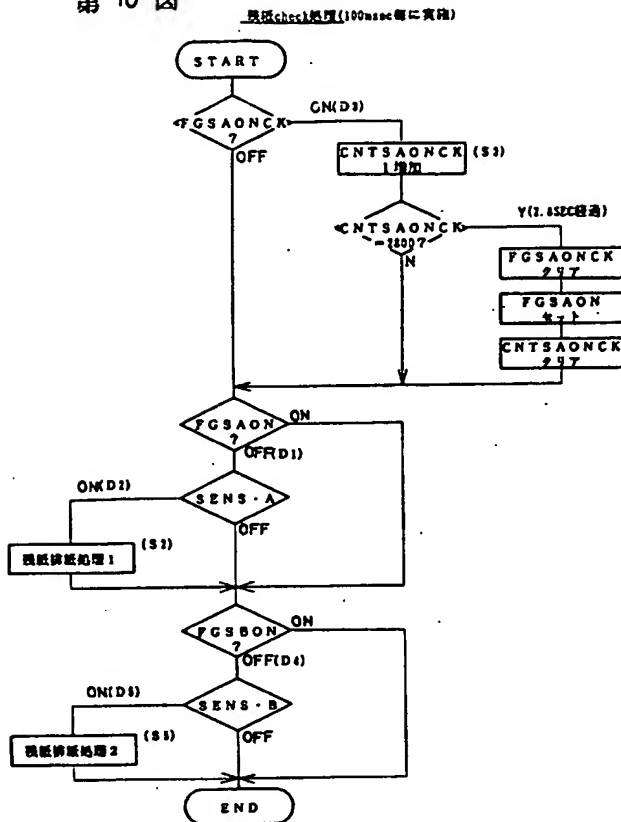 第 10 図
残紙check処理(100msec毎に実施)
START
FGSAONCK
?
ON(D3)
OFF
CNTSAONCK
1増加
(S3)
CNTSAONCK
=2800?
Y(2.8SEC経過)
N
FGSAONCK
クリア
FGSAON
セット
CNTSAONCK
クリア
FGSAON
?
ON
OFF(D1)
ON(D2)
SENS・A
OFF
残紙排紙処理1
(S2)
FGSBON
?
ON
OFF(D4)
ON(D5)
SENS・B
OFF
残紙排紙処理2
(S5)
END